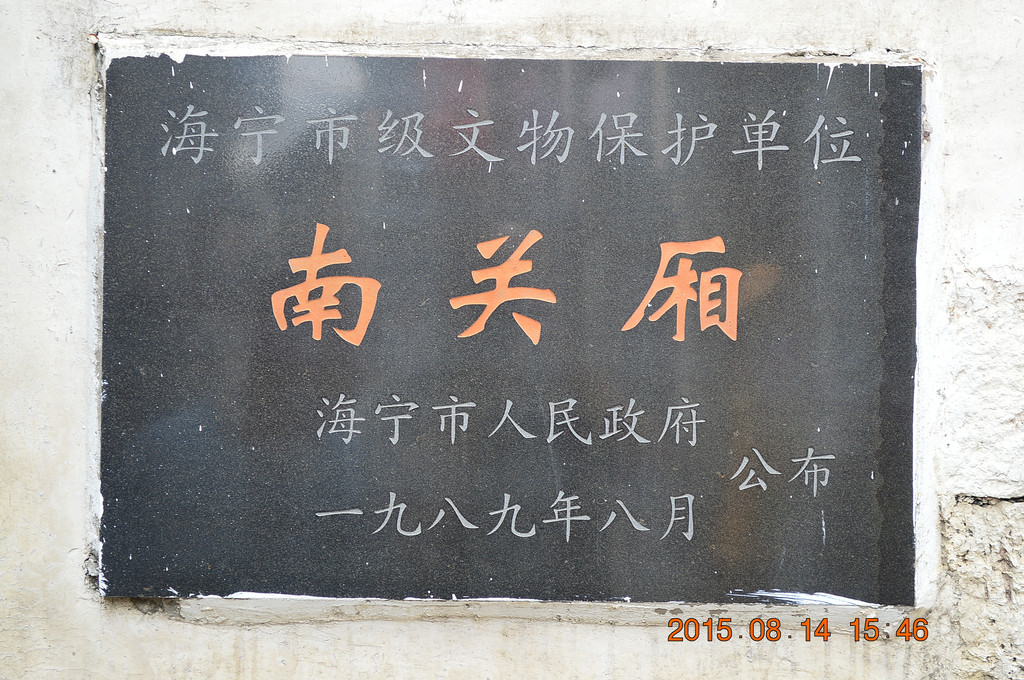 海宁市级文物保护单位
南关厢
海宁市人民政府
公布
一九八九年八月
2015.08.14 15:46